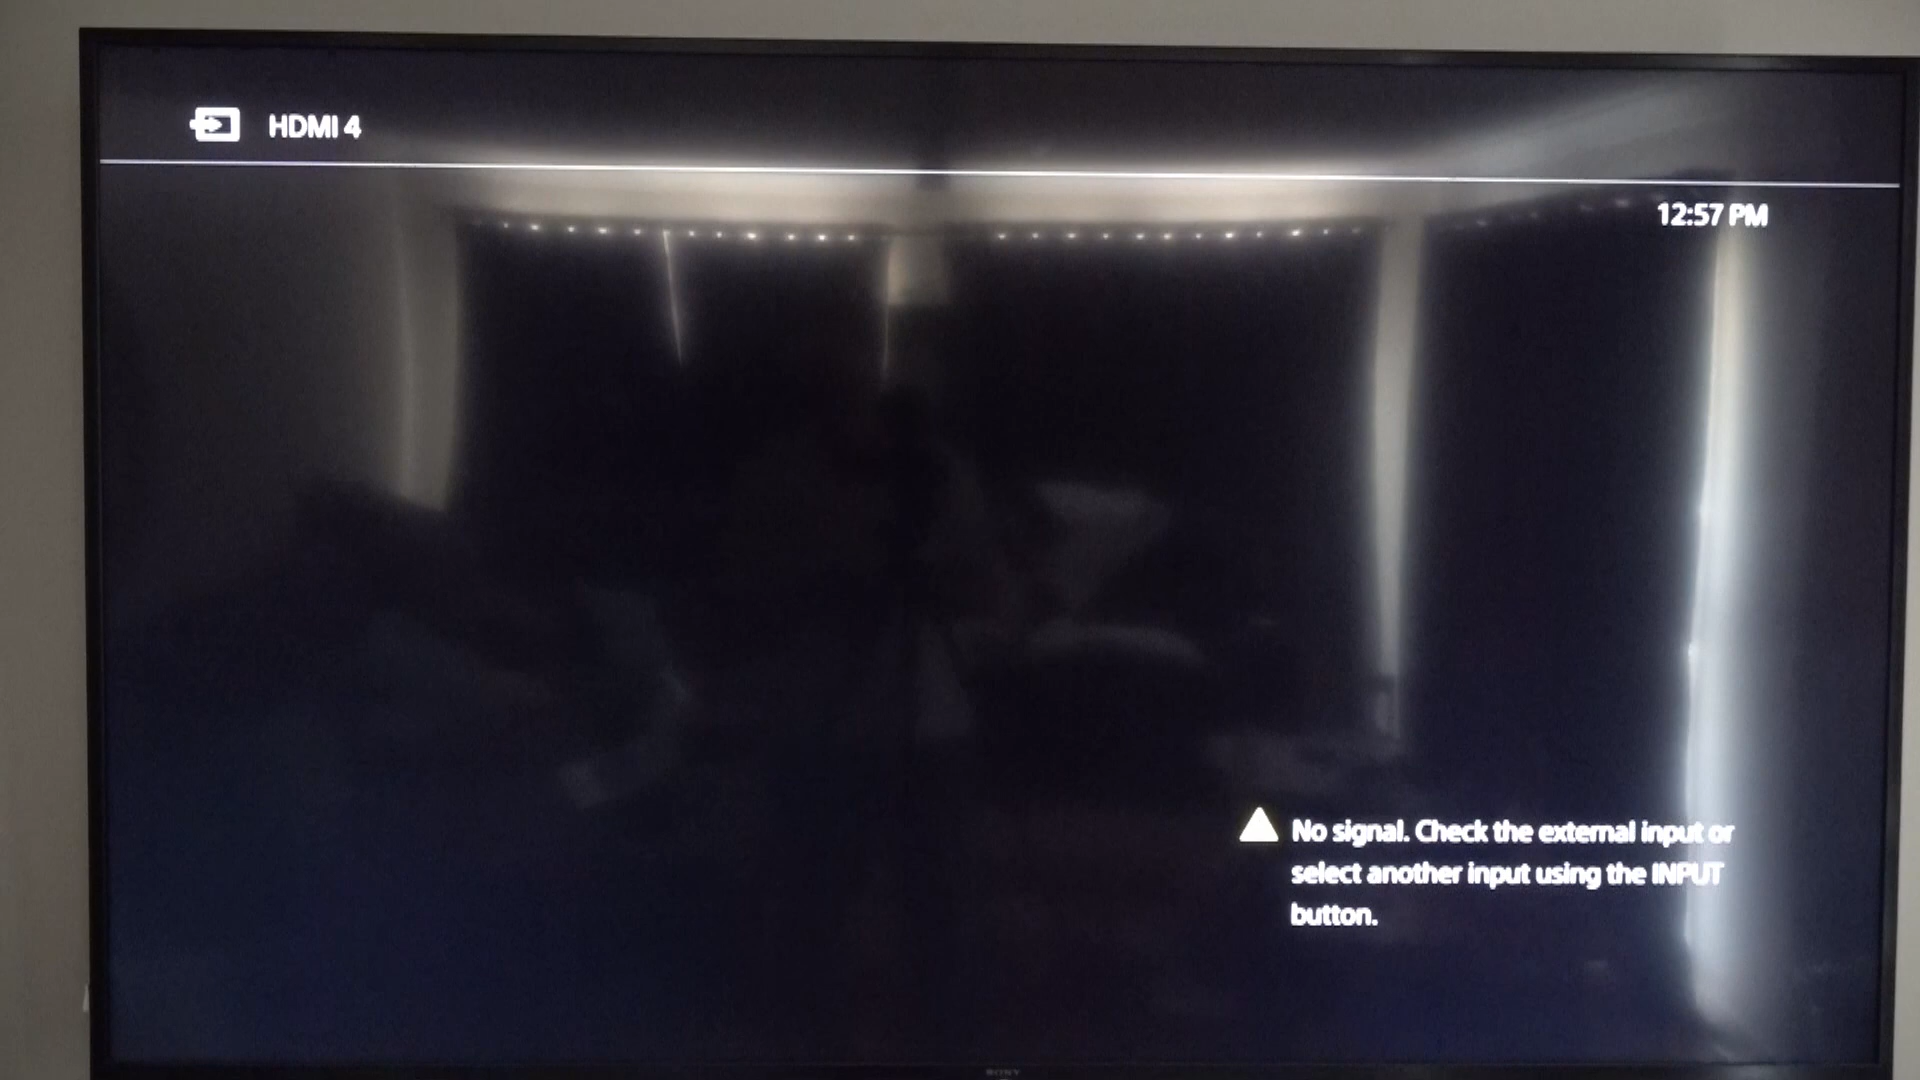 HDMI 4
12:57 PM
No signal. Check the external input or
select another input using the INPUT
button.
SONY